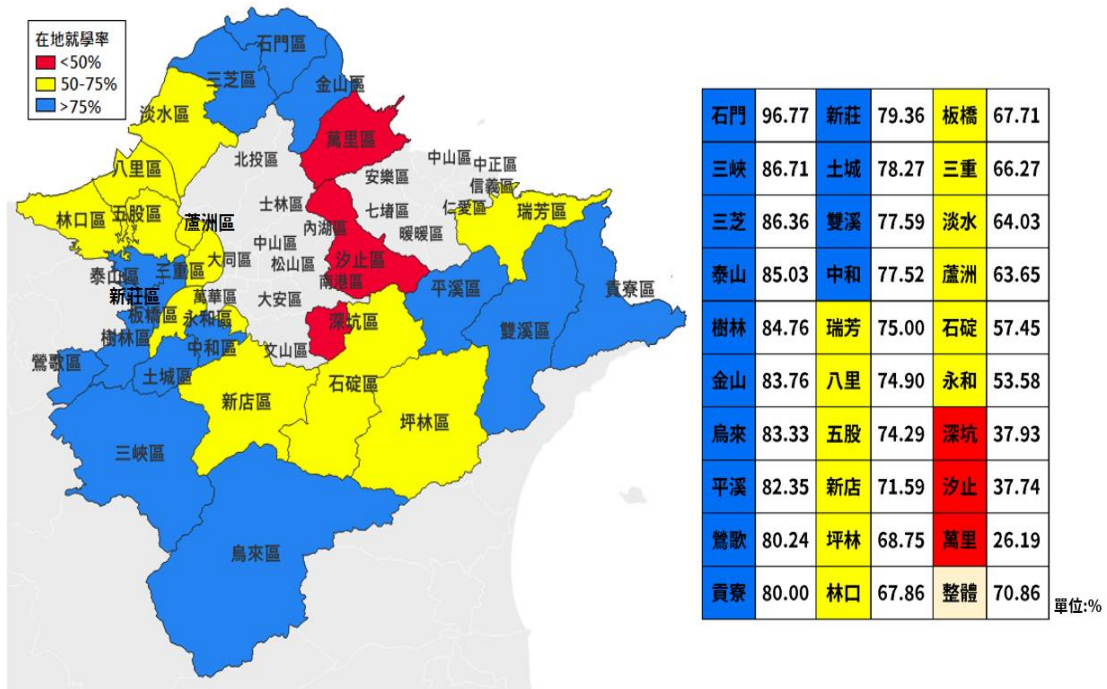 在地就學率
<50%
50-75%
>75%
石門區
三芝區
金山區
淡水區
萬里區
北投區
中山區
中正區
八里區
安樂區
信義區
林口區
五股區
蘆洲區
士林區
七堵區
仁愛區
瑞芳區
內湖區
暖暖區
中山區
大同區
松山區
汐止區
泰山區
三重區
南港區
平溪區
貢寮區
新莊區
萬華區
大安區
板橋區
永和區
深坑區
雙溪區
樹林區
中和區
文山區
鶯歌區
土城區
石碇區
新店區
坪林區
三峽區
烏來區
石門 96.77 新莊 79.36 板橋 67.71
三峽 86.71 土城 78.27 三重 66.27
三芝 86.36 雙溪 77.59 淡水 64.03
泰山 85.03 中和 77.52 蘆洲 63.65
樹林 84.76 瑞芳 75.00 石碇 57.45
金山 83.76 八里 74.90 永和 53.58
烏來 83.33 五股 74.29 深坑 37.93
平溪 82.35 新店 71.59 汐止 37.74
鶯歌 80.24 坪林 68.75 萬里 26.19
貢寮 80.00 林口 67.86 整體 70.86
單位:%